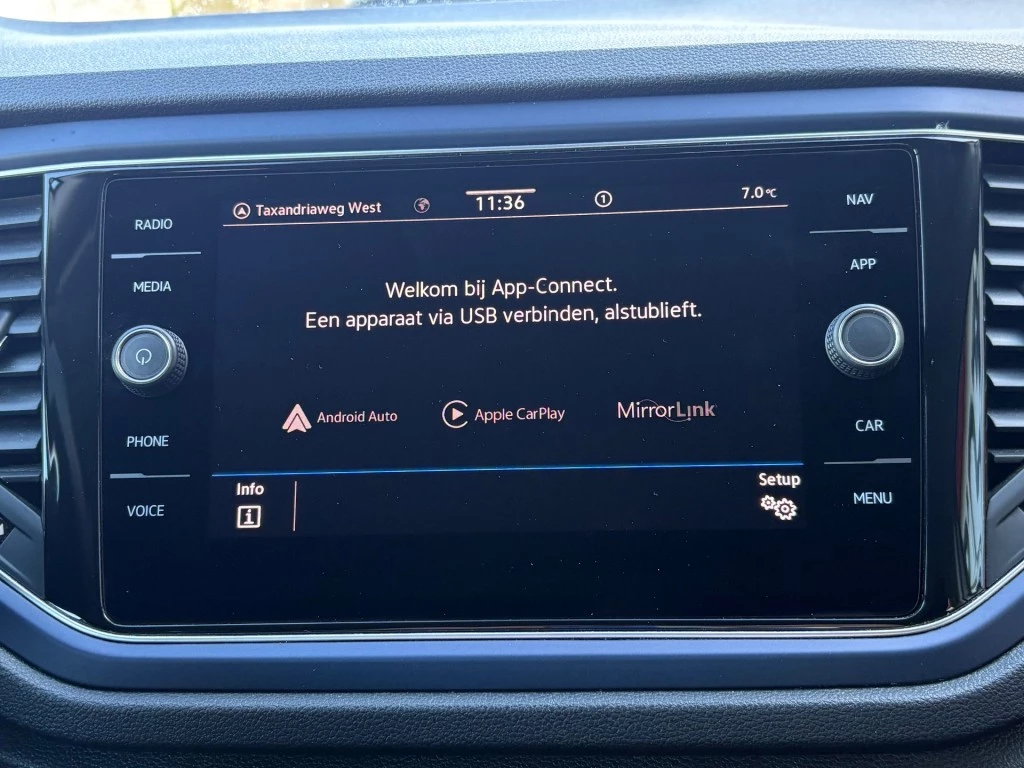 RADIO
MEDIA
PHONE
VOICE
Taxandriaweg West
11:36
1
7.0 °C
Welkom bij App-Connect.
Een apparaat via USB verbinden, alstublieft.
Android Auto
Apple CarPlay
MirrorLink
Info
i
Setup
NAV
APP
CAR
MENU